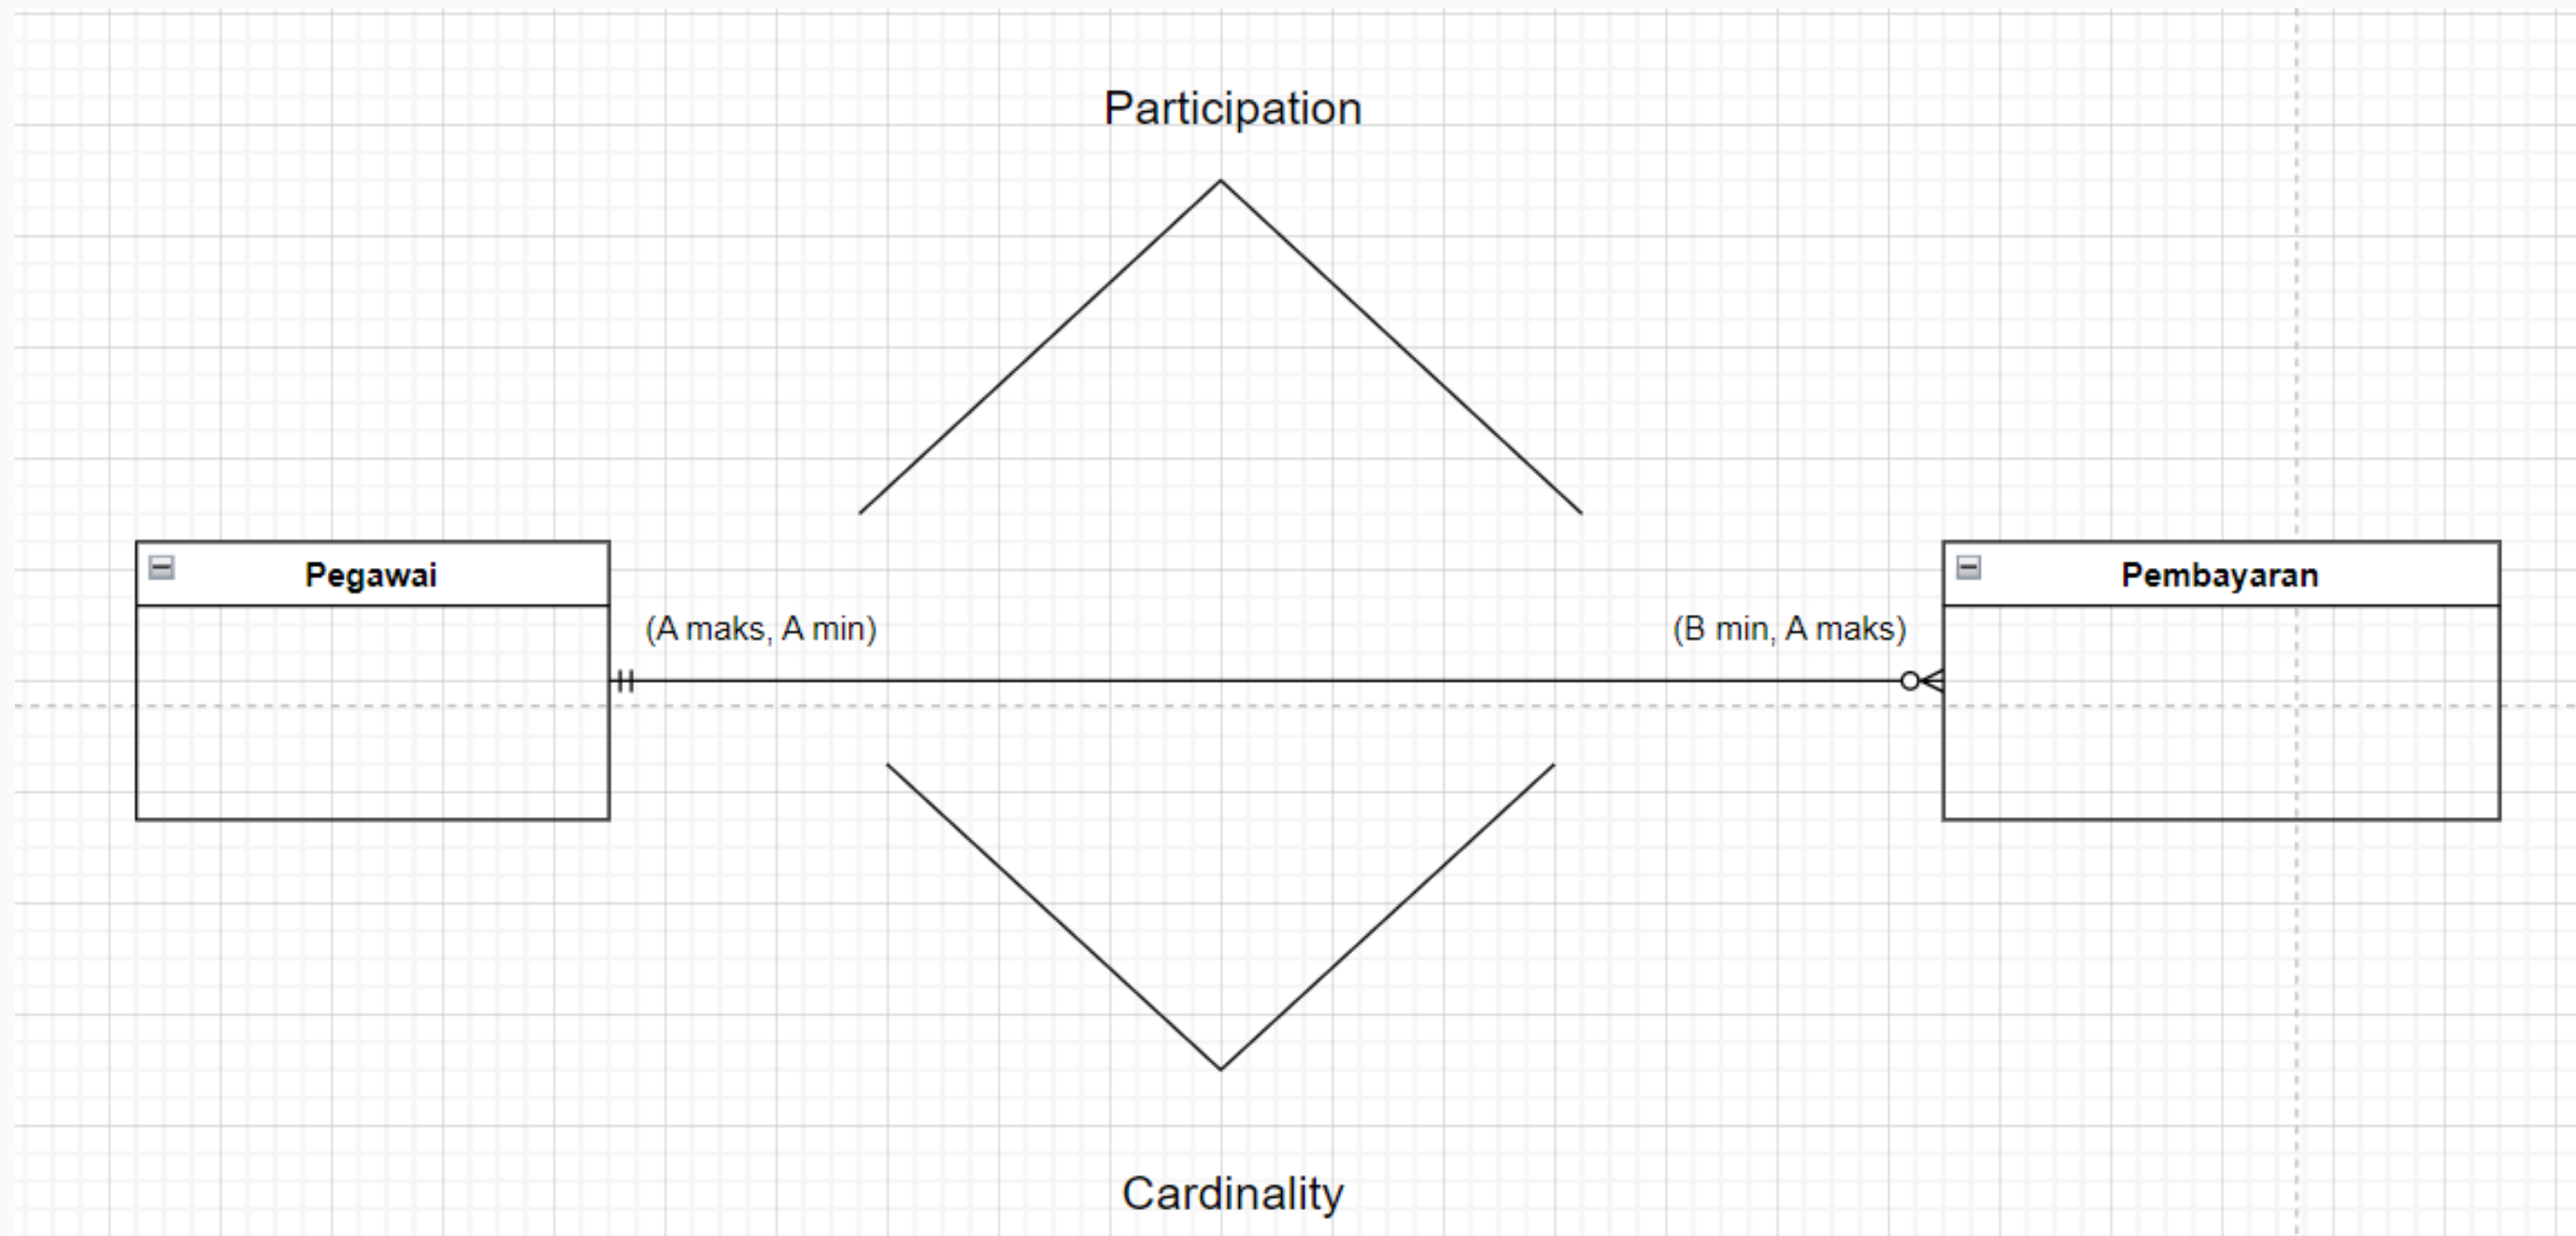 Participation
Pegawai
Pembayaran
(A maks, A min)
(B min, A maks)
Cardinality